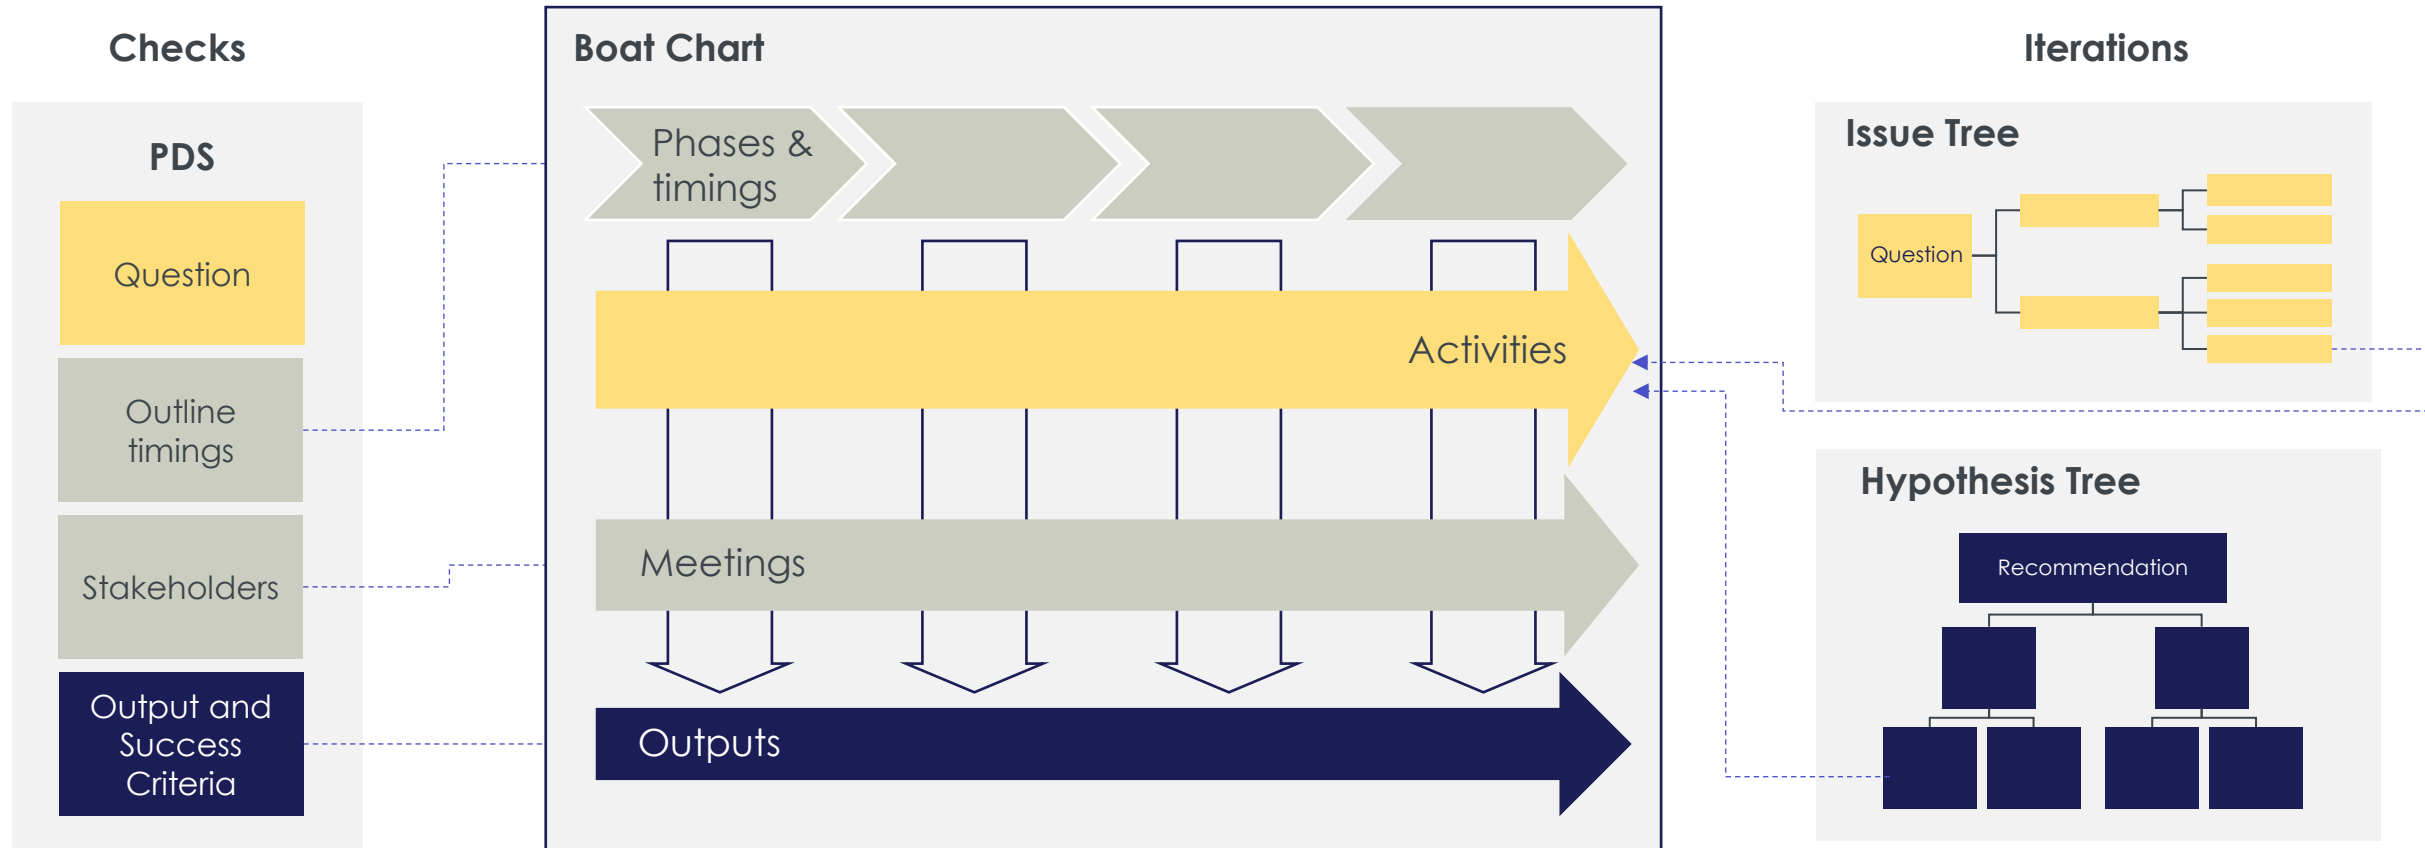 Checks
PDS
Question
Outline
timings
Stakeholders
Output and
Success
Criteria
Boat Chart
Phases &
timings
Activities
Meetings
Outputs
Iterations
Issue Tree
Question
Hypothesis Tree
Recommendation